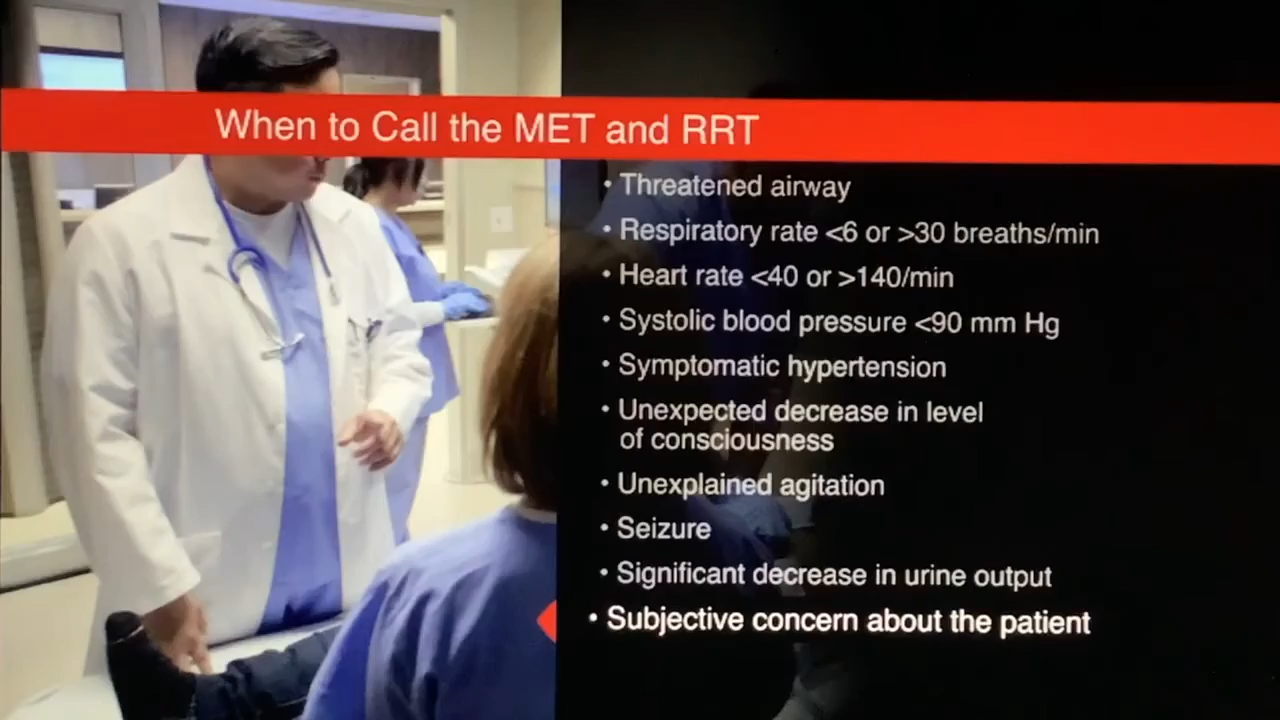 When to Call the MET and RRT
• Threatened airway
• Respiratory rate <6 or >30 breaths/min
• Heart rate <40 or >140/min
• Systolic blood pressure <90 mm Hg
• Symptomatic hypertension
• Unexpected decrease in level
of consciousness
• Unexplained agitation
• Seizure
• Significant decrease in urine output
• Subjective concern about the patient